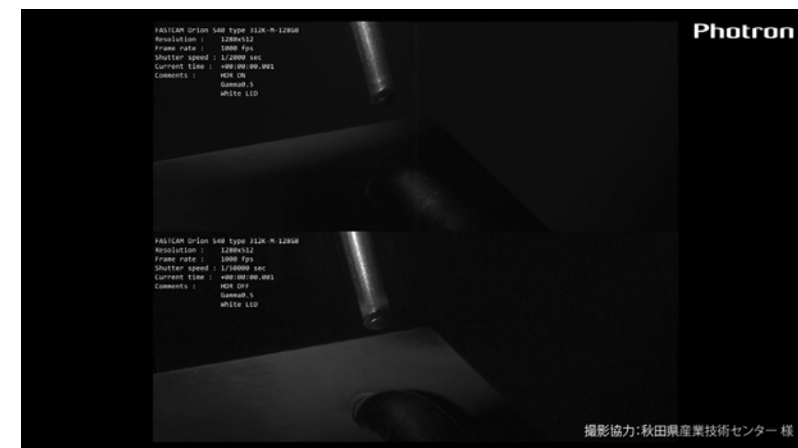 Photron
FASTCAM Orion S40 type 312K-M-128GB
Resolution : 1280x512
Frame rate : 1000 fps
Shutter speed : 1/2000 sec
Current time : +00:00:00.001
Comments : HDR ON
Gamma0.5
White LED
FASTCAM Orion S40 type 312K-M-128GB
Resolution : 1280x512
Frame rate : 1000 fps
Shutter speed : 1/50000 sec
Current time : +00:00:00.001
Comments : HDR OFF
Gamma0.5
White LED
撮影協力:秋田県産業技術センター 様